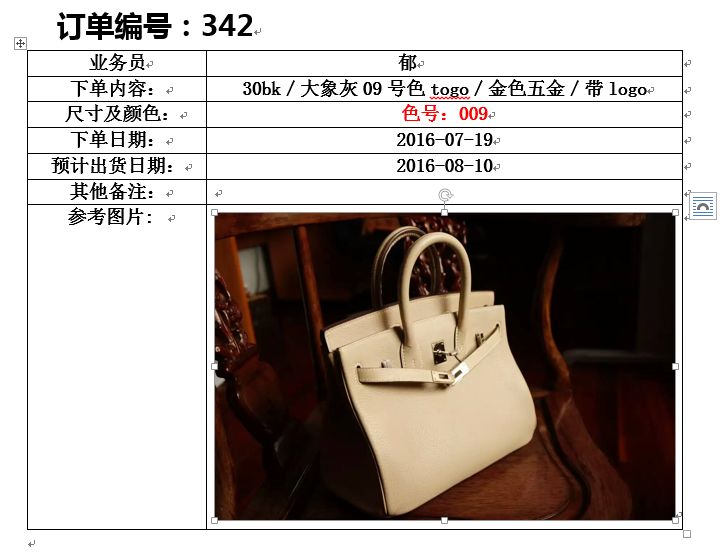 订单编号：342
业务员
郁
下单内容：
30bk / 大象灰 09 号色 togo / 金色五金 / 带 logo
尺寸及颜色：
色号：009
下单日期：
2016-07-19
预计出货日期：
2016-08-10
其他备注：
参考图片: